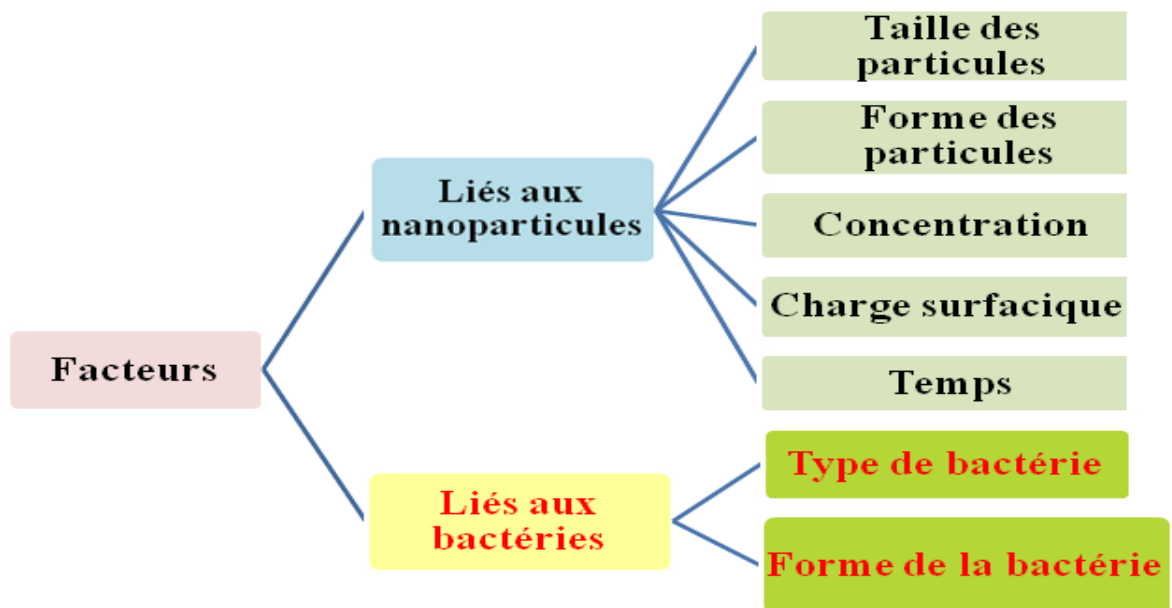 Taille des
particules
Forme des
particules
Liés aux
nanoparticules
Concentration
Charge surfacique
Facteurs
Temps
Type de bactérie
Liés aux
bactéries
Forme de la bactérie